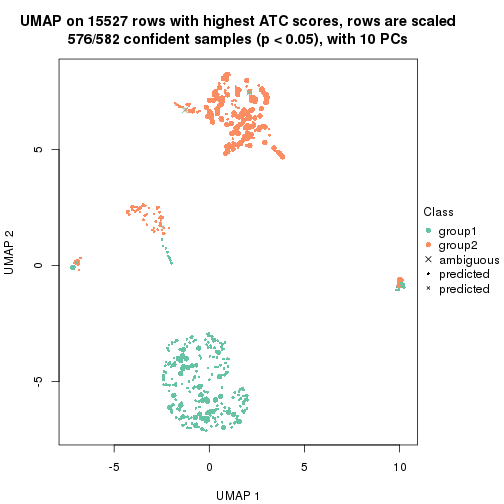 UMAP on 15527 rows with highest ATC scores, rows are scaled
576/582 confident samples (p < 0.05), with 10 PCs
5
0
-5
UMAP 2
-5
0
5
10
UMAP 1
Class
group1
group2
ambiguous
predicted
predicted